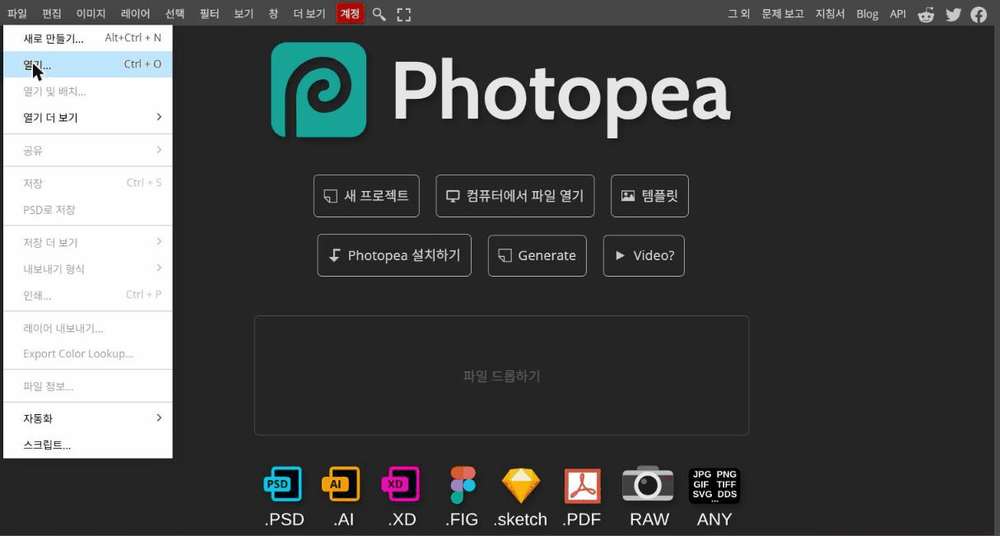 파일 편집 이미지 레이어 선택 필터 보기 창 더 보기 계정 그 외 문제 보고 지침서 Blog API
새로 만들기... Alt+Ctrl + N
열기... Ctrl + O
열기 및 배치...
열기 더 보기
공유
저장 Ctrl + S
PSD로 저장
저장 더 보기
내보내기 형식
인쇄... Ctrl + P
레이어 내보내기...
Export Color Lookup...
파일 정보...
자동화
스크립트...
Photopea
새 프로젝트 컴퓨터에서 파일 열기 템플릿
Photopea 설치하기 Generate Video?
파일 드롭하기
PSD AI XD JPG PNG
GIF TIFF
SVG DDS
...
.PSD .AI .XD .FIG .sketch .PDF RAW ANY